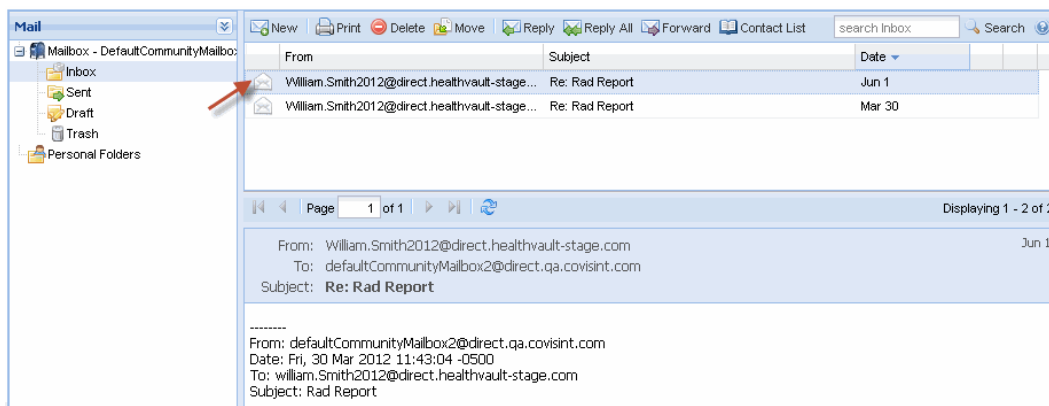 Mail
Mailbox - DefaultCommunityMailbo
Inbox
Sent
Draft
Trash
Personal Folders
New Print Delete Move Reply Reply All Forward Contact List search Inbox Search
From Subject Date
William.Smith2012@direct.healthvault-stage... Re: Rad Report Jun 1
William.Smith2012@direct.healthvault-stage... Re: Rad Report Mar 30
Page 1 of 1 Displaying 1 - 2 of 2
From: William.Smith2012@direct.healthvault-stage.com Jun 1
To: defaultCommunityMailbox2@direct.qa.covisint.com
Subject: Re: Rad Report
--------
From: defaultCommunityMailbox2@direct.qa.covisint.com
Date: Fri, 30 Mar 2012 11:43:04 -0500
To: william.Smith2012@direct.healthvault-stage.com
Subject: Rad Report